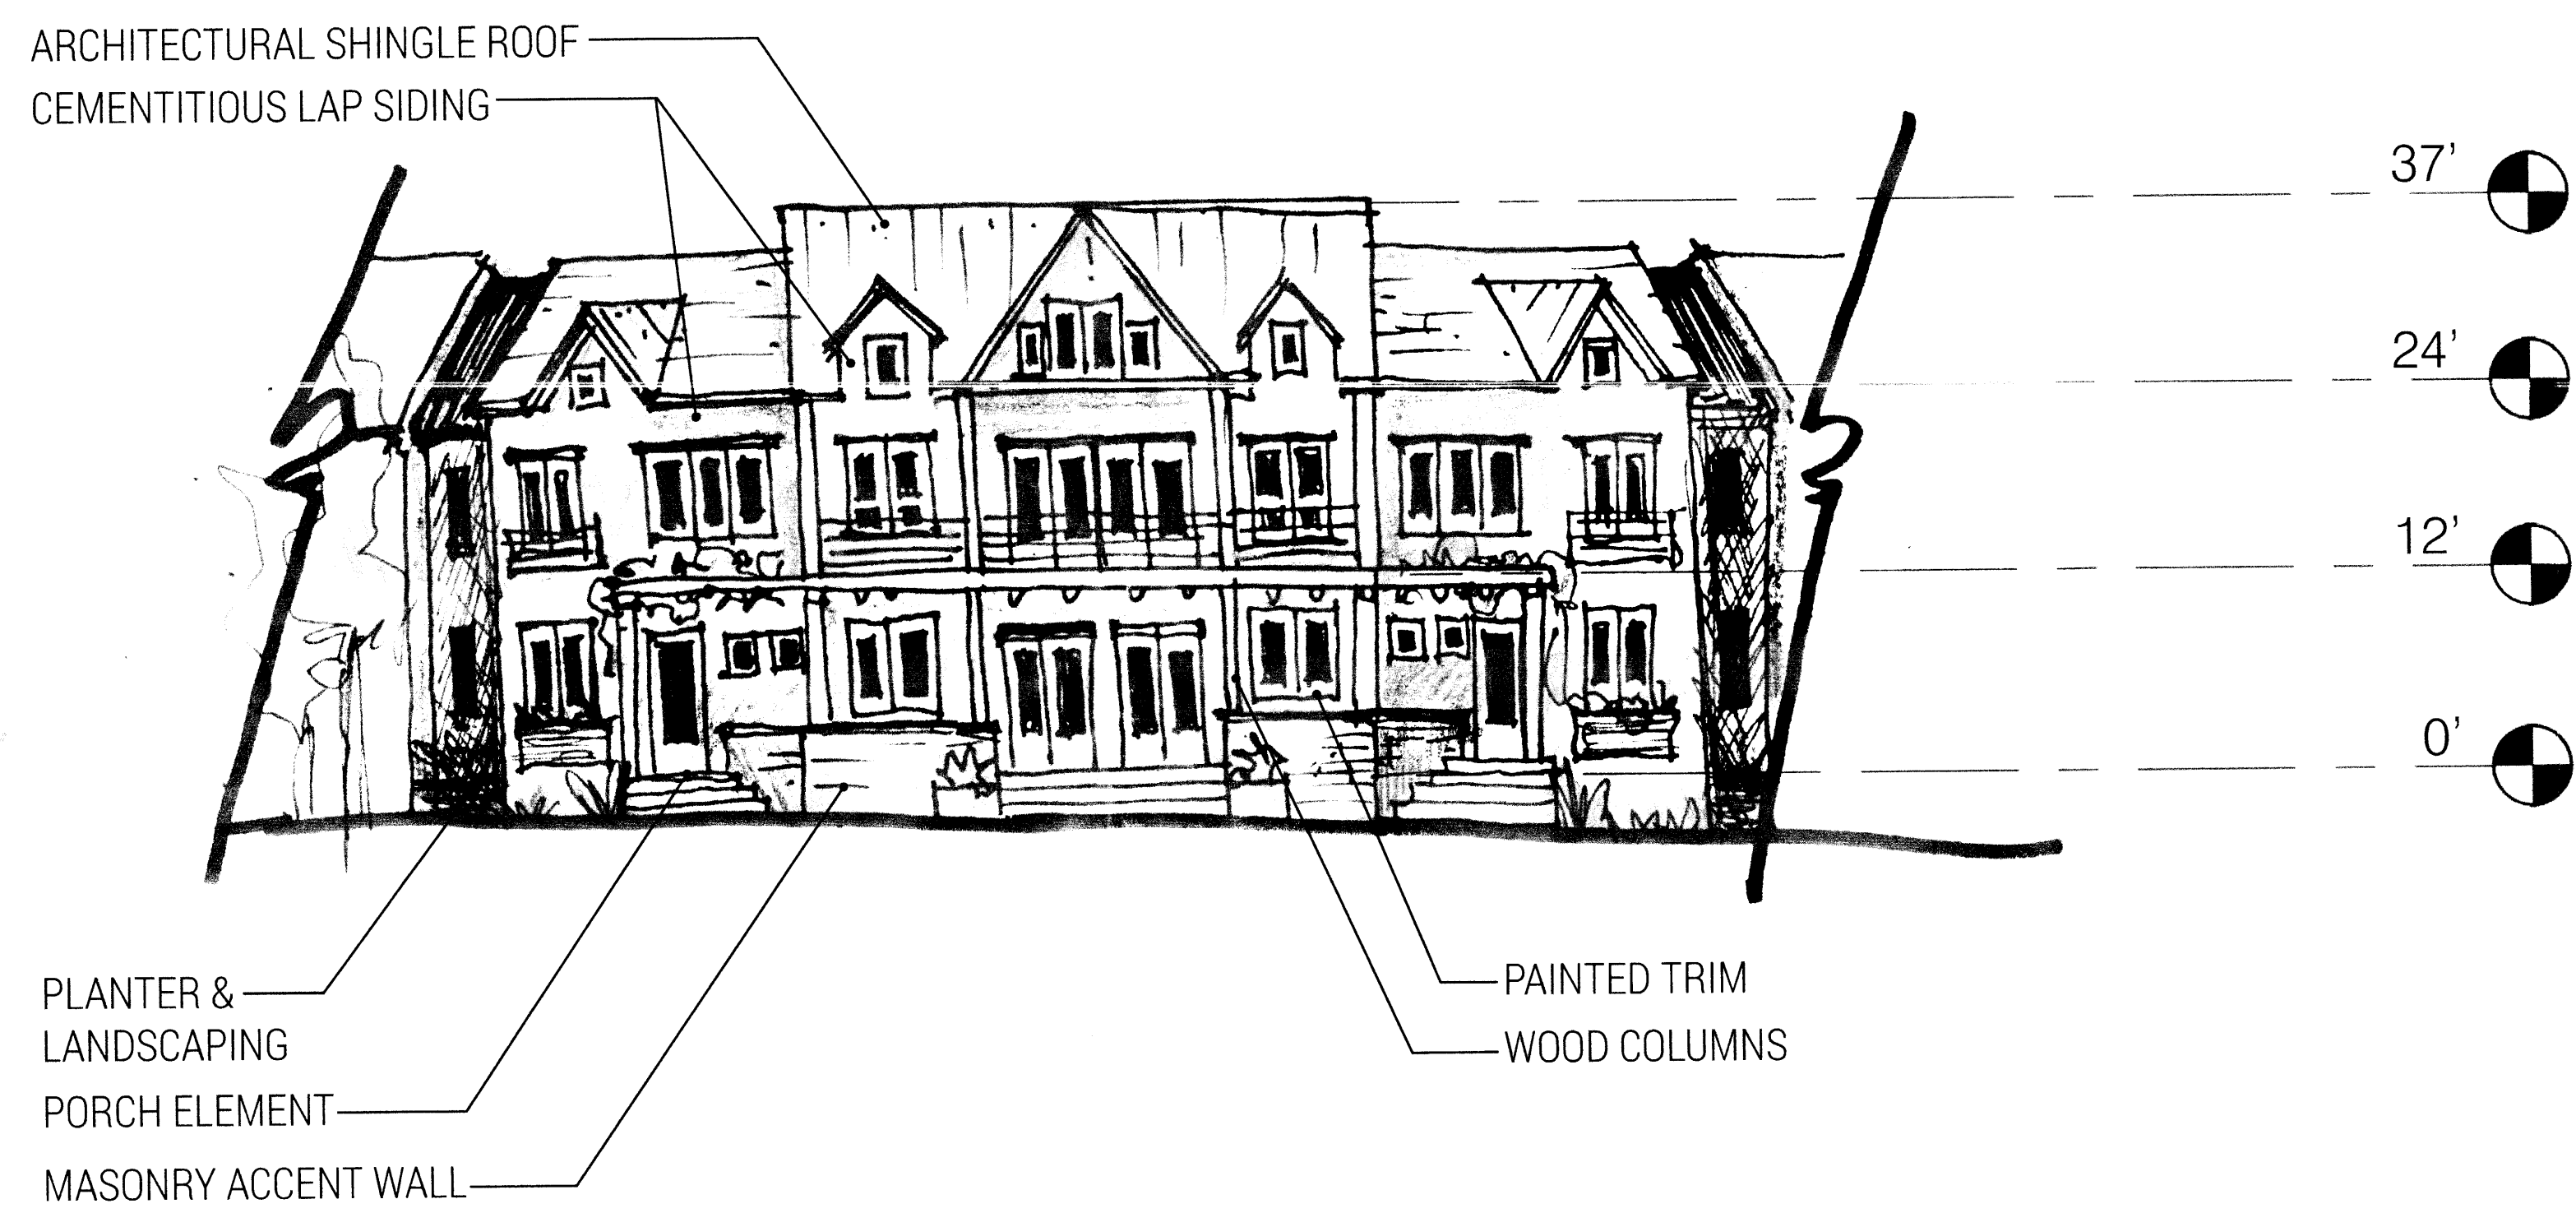 ARCHITECTURAL SHINGLE ROOF
CEMENTITIOUS LAP SIDING
37’
24’
12’
0’
PLANTER &
LANDSCAPING
PORCH ELEMENT
MASONRY ACCENT WALL
PAINTED TRIM
WOOD COLUMNS